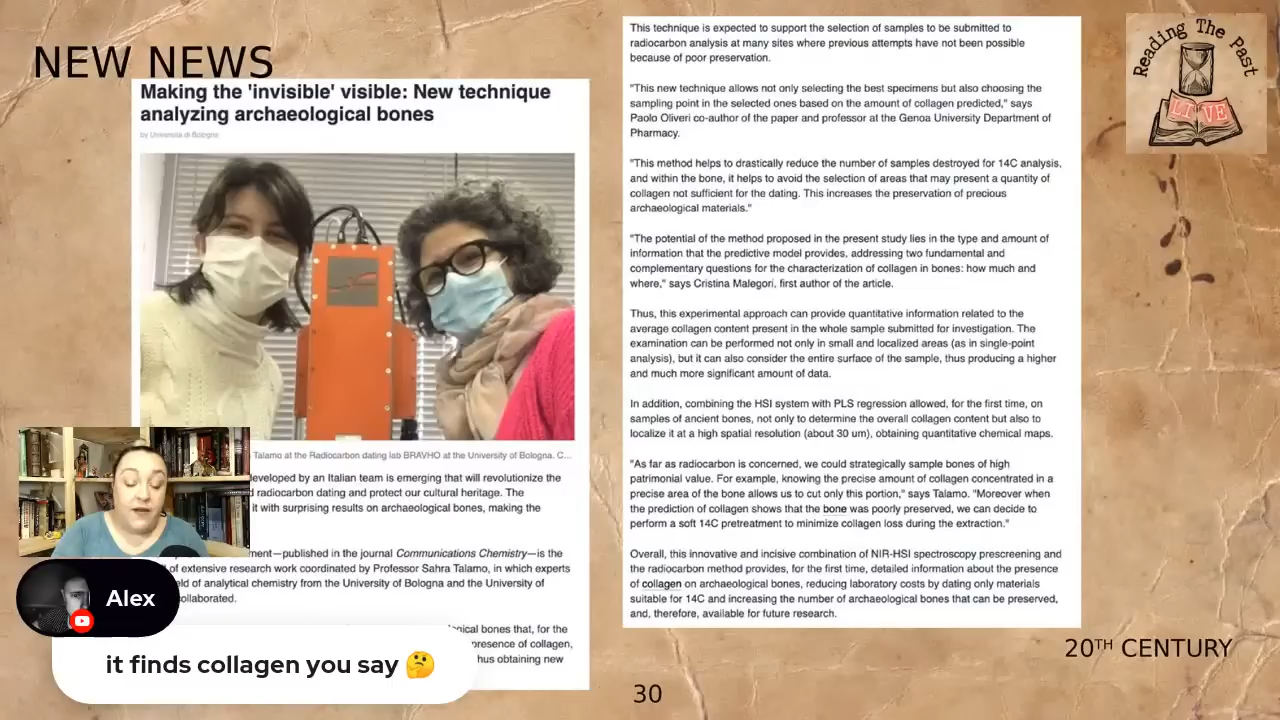 NEW NEWS
Making the 'invisible' visible: New technique
analyzing archaeological bones
by Università di Bologna
Talamo at the Radiocarbon dating lab BRAVHO at the University of Bologna. C...
eveloped by an Italian team is emerging that will revolutionize the
radiocarbon dating and protect our cultural heritage. The
it with surprising results on archaeological bones, making the
ment—published in the journal Communications Chemistry—is the
of extensive research work coordinated by Professor Sahra Talamo, in which experts
eld of analytical chemistry from the University of Bologna and the University of
ollaborated.
ogical bones that, for the
presence of collagen,
hus obtaining new
This technique is expected to support the selection of samples to be submitted to
radiocarbon analysis at many sites where previous attempts have not been possible
because of poor preservation.
"This new technique allows not only selecting the best specimens but also choosing the
sampling point in the selected ones based on the amount of collagen predicted," says
Paolo Oliveri co-author of the paper and professor at the Genoa University Department of
Pharmacy.
"This method helps to drastically reduce the number of samples destroyed for 14C analysis,
and within the bone, it helps to avoid the selection of areas that may present a quantity of
collagen not sufficient for the dating. This increases the preservation of precious
archaeological materials."
"The potential of the method proposed in the present study lies in the type and amount of
information that the predictive model provides, addressing two fundamental and
complementary questions for the characterization of collagen in bones: how much and
where," says Cristina Malegori, first author of the article.
Thus, this experimental approach can provide quantitative information related to the
average collagen content present in the whole sample submitted for investigation. The
examination can be performed not only in small and localized areas (as in single-point
analysis), but it can also consider the entire surface of the sample, thus producing a higher
and much more significant amount of data.
In addition, combining the HSI system with PLS regression allowed, for the first time, on
samples of ancient bones, not only to determine the overall collagen content but also to
localize it at a high spatial resolution (about 30 um), obtaining quantitative chemical maps.
"As far as radiocarbon is concerned, we could strategically sample bones of high
patrimonial value. For example, knowing the precise amount of collagen concentrated in a
precise area of the bone allows us to cut only this portion," says Talamo. "Moreover when
the prediction of collagen shows that the bone was poorly preserved, we can decide to
perform a soft 14C pretreatment to minimize collagen loss during the extraction."
Overall, this innovative and incisive combination of NIR-HSI spectroscopy prescreening and
the radiocarbon method provides, for the first time, detailed information about the presence
of collagen on archaeological bones, reducing laboratory costs by dating only materials
suitable for 14C and increasing the number of archaeological bones that can be preserved,
and, therefore, available for future research.
Reading The Past
LIVE
Alex
it finds collagen you say 🤔
20TH CENTURY
30